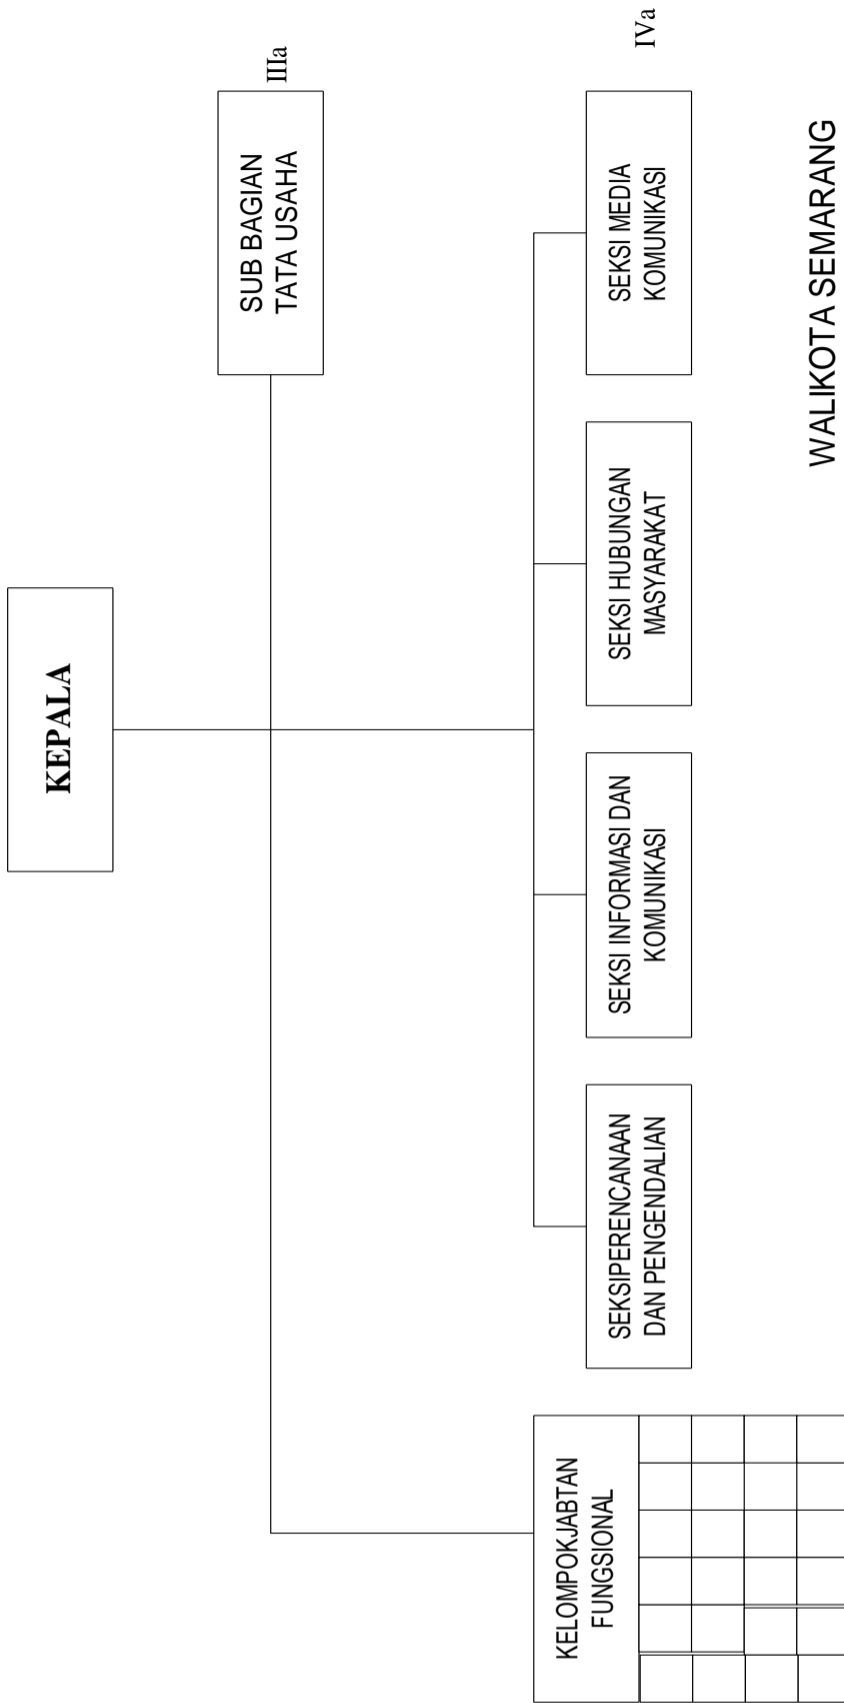 KEPALA
SUB BAGIAN
TATA USAHA
IIIa
KELOMPOKJABTAN
FUNGSIONAL
SEKSIPERENCANAAN
DAN PENGENDALIAN
SEKSI INFORMASI DAN
KOMUNIKASI
SEKSI HUBUNGAN
MASYARAKAT
SEKSI MEDIA
KOMUNIKASI
IVa
WALIKOTA SEMARANG